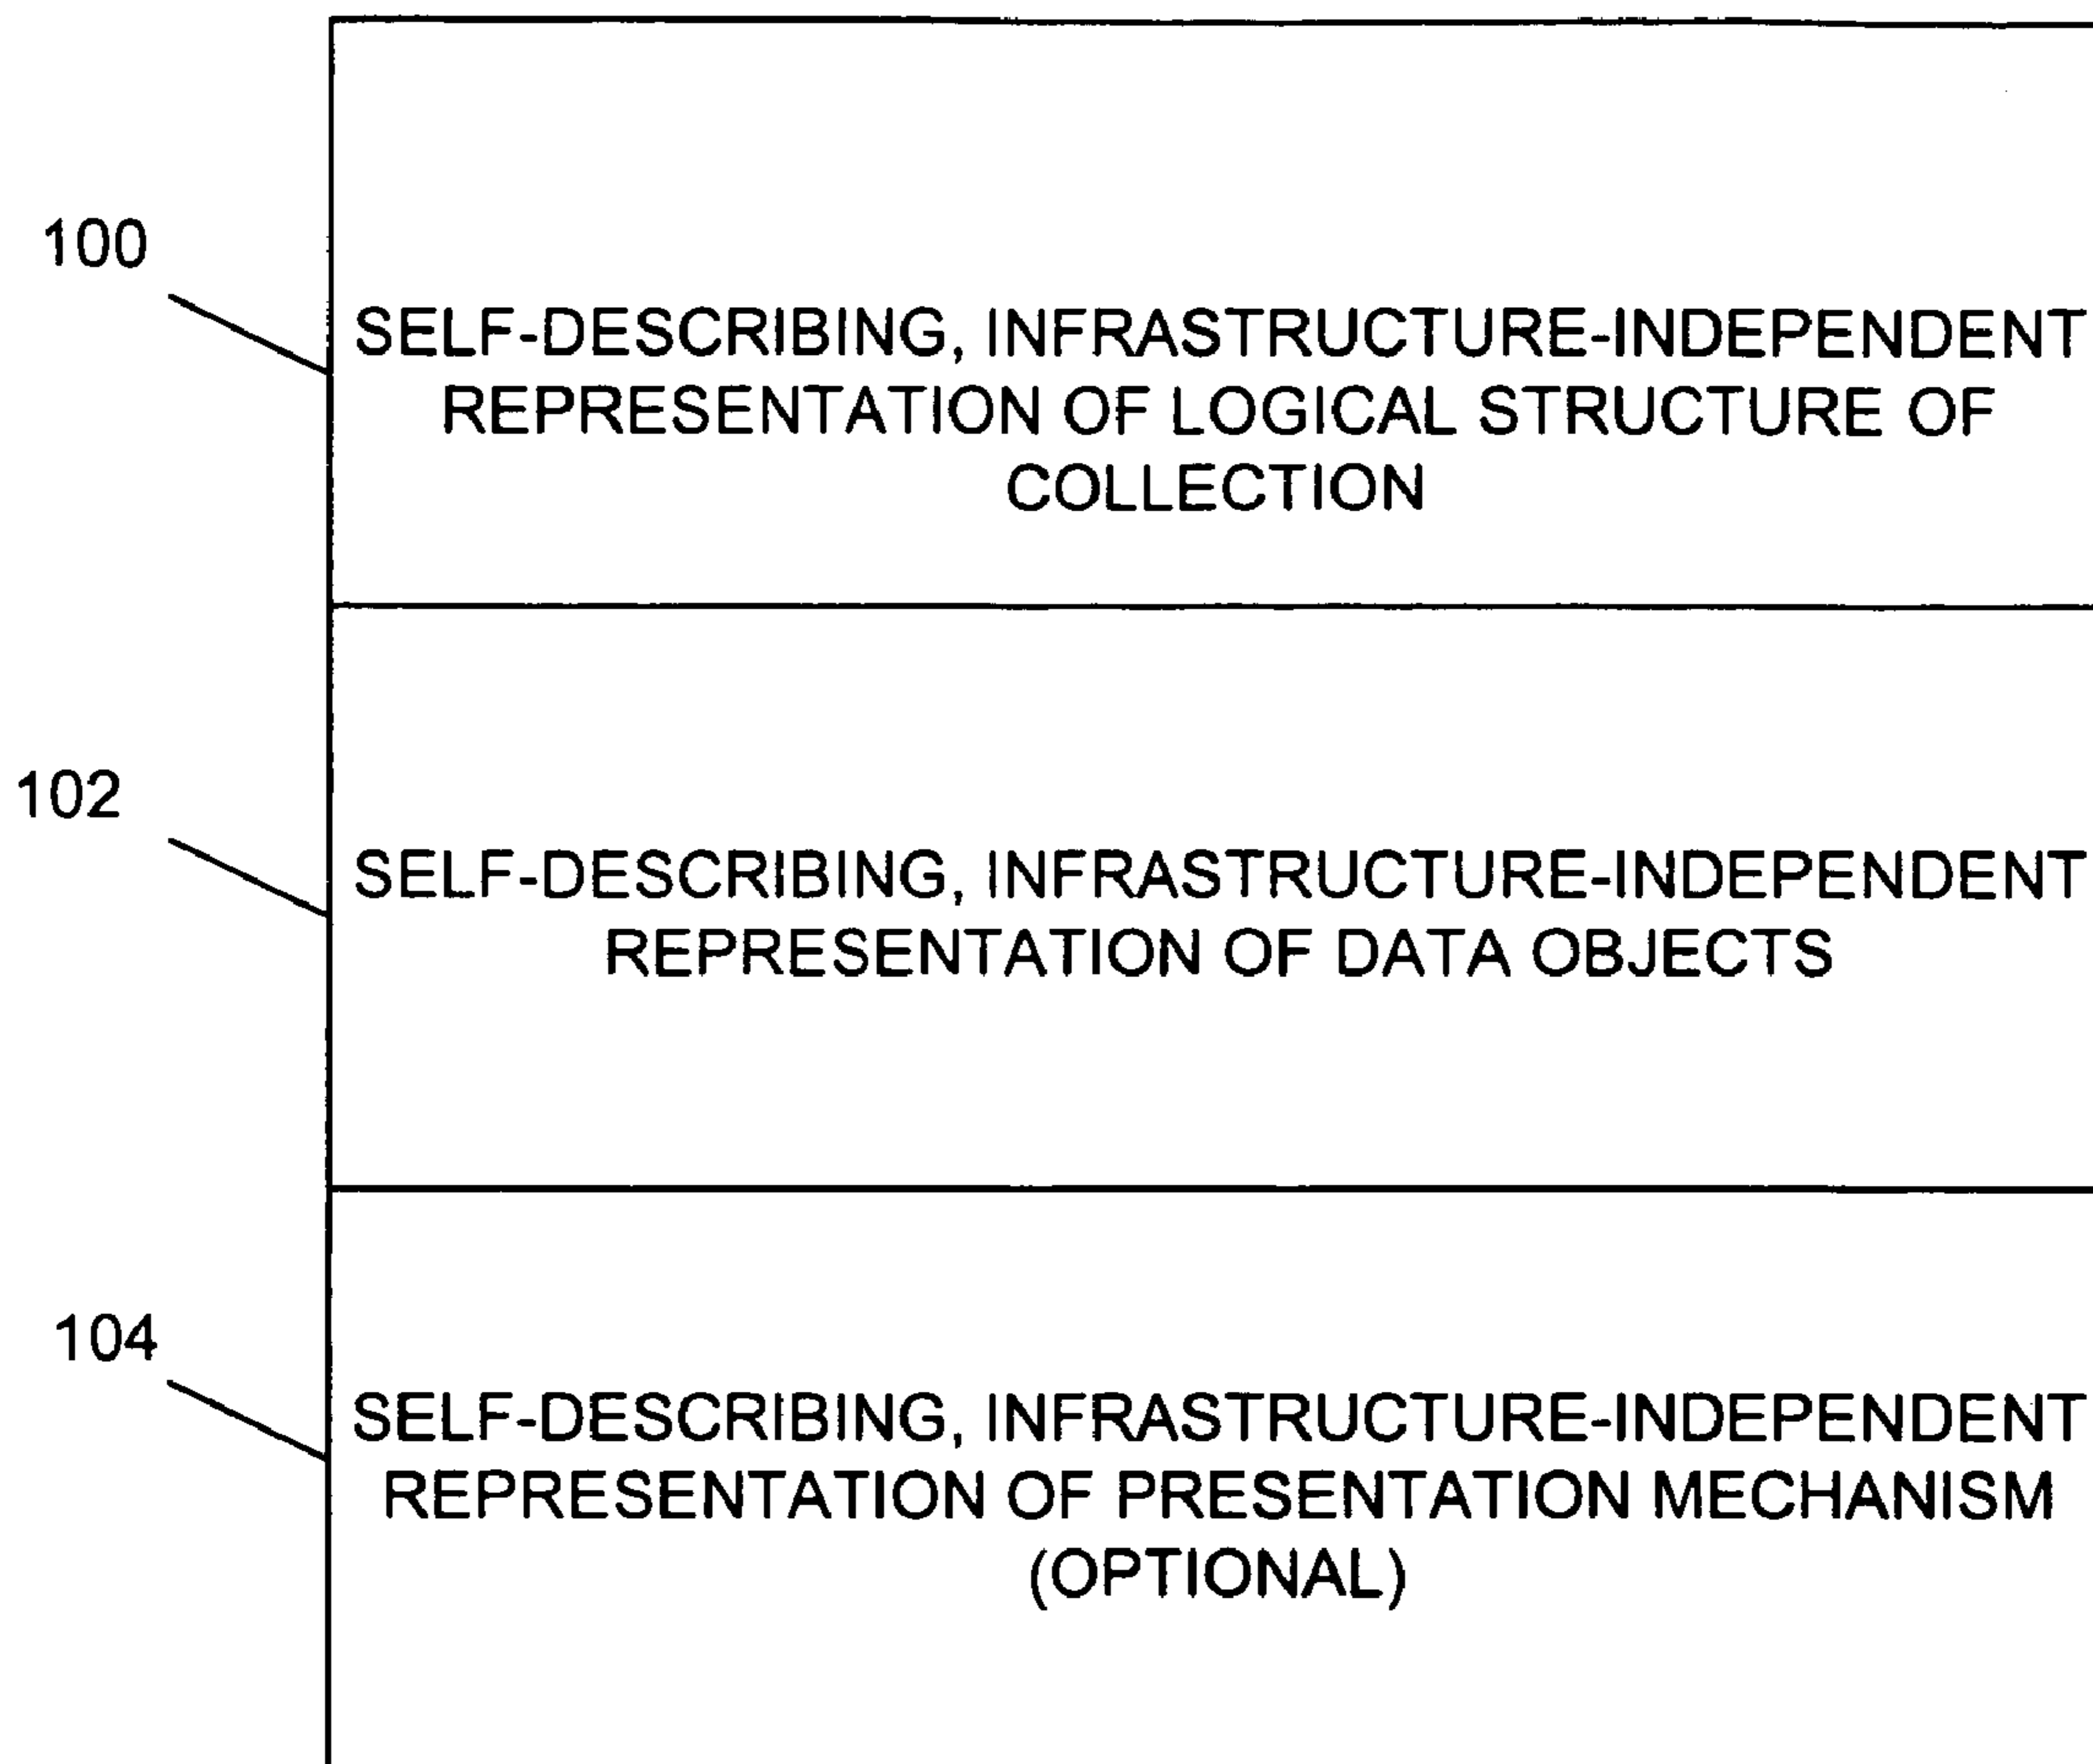 100
SELF-DESCRIBING, INFRASTRUCTURE-INDEPENDENT
REPRESENTATION OF LOGICAL STRUCTURE OF
COLLECTION
102
SELF-DESCRIBING, INFRASTRUCTURE-INDEPENDENT
REPRESENTATION OF DATA OBJECTS
104
SELF-DESCRIBING, INFRASTRUCTURE-INDEPENDENT
REPRESENTATION OF PRESENTATION MECHANISM
(OPTIONAL)